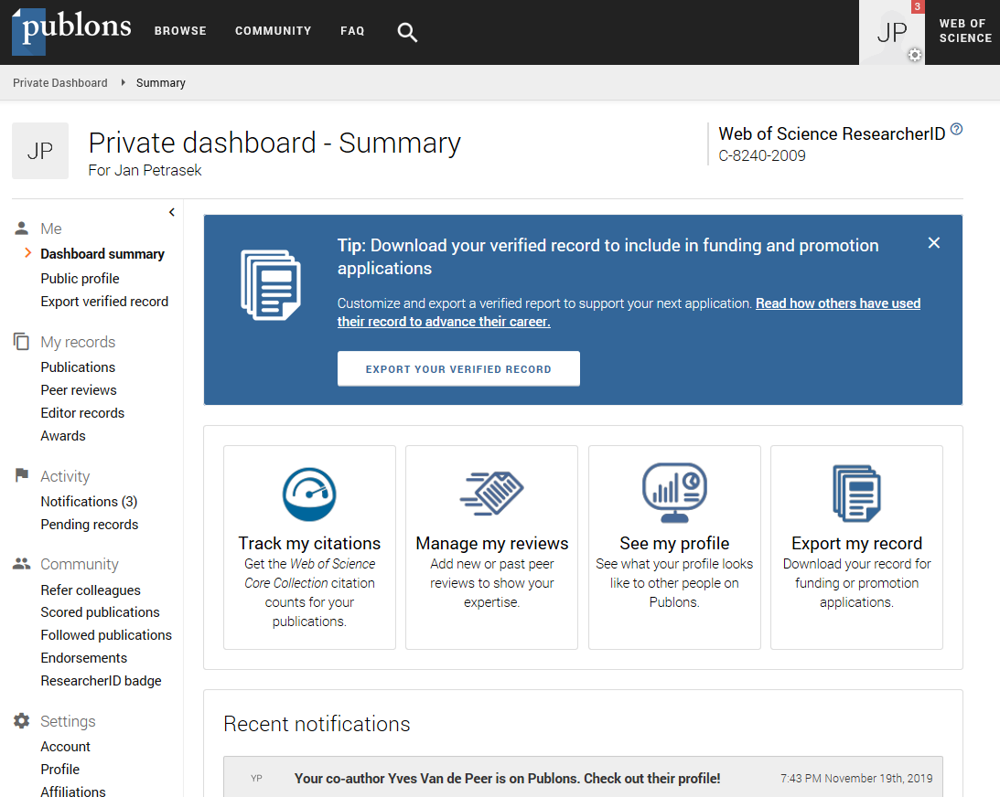 publons
BROWSE
COMMUNITY
FAQ
JP
3
WEB OF
SCIENCE
Private Dashboard
Summary
JP
Private dashboard - Summary
For Jan Petrasek
Web of Science ResearcherID ?
C-8240-2009
Me
Dashboard summary
Public profile
Export verified record
My records
Publications
Peer reviews
Editor records
Awards
Activity
Notifications (3)
Pending records
Community
Refer colleagues
Scored publications
Followed publications
Endorsements
ResearcherID badge
Settings
Account
Profile
Affiliations
Tip: Download your verified record to include in funding and promotion
applications
Customize and export a verified report to support your next application. Read how others have used
their record to advance their career.
EXPORT YOUR VERIFIED RECORD
Track my citations
Get the Web of Science
Core Collection citation
counts for your
publications.
Manage my reviews
Add new or past peer
reviews to show your
expertise.
See my profile
See what your profile looks
like to other people on
Publons.
Export my record
Download your record for
funding or promotion
applications.
Recent notifications
YP
Your co-author Yves Van de Peer is on Publons. Check out their profile!
7:43 PM November 19th, 2019